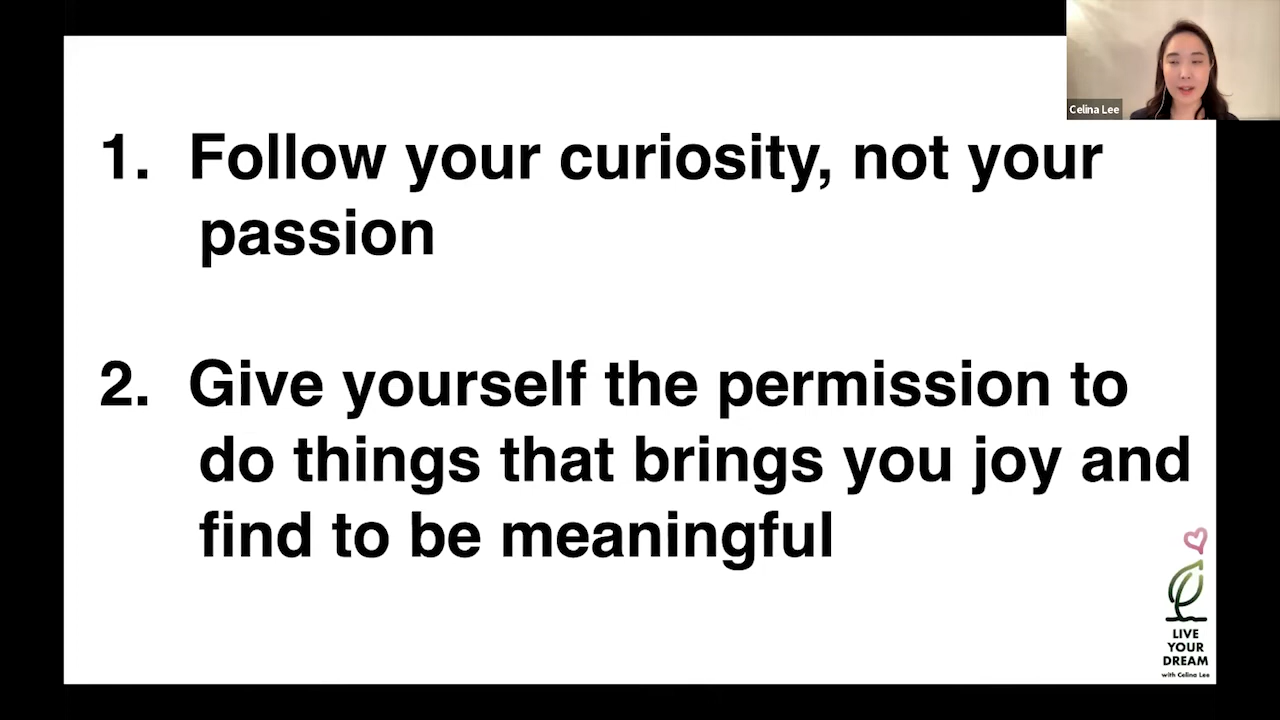 Celina Lee
1. Follow your curiosity, not your
passion
2. Give yourself the permission to
do things that brings you joy and
find to be meaningful
LIVE
YOUR
DREAM
with Celina Lee